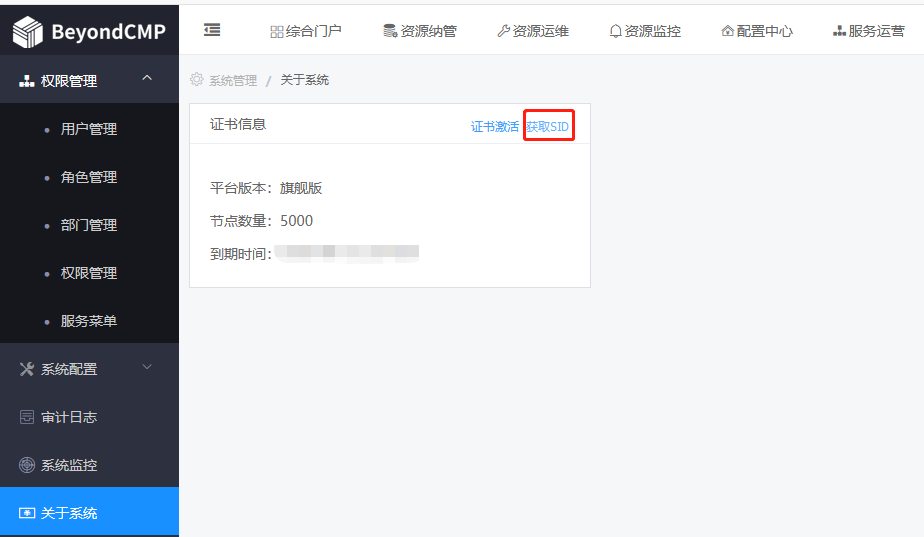 BeyondCMP
综合门户 资源纳管 资源运维 资源监控 配置中心 服务运营
权限管理
用户管理
角色管理
部门管理
权限管理
服务菜单
系统配置
审计日志
系统监控
关于系统
系统管理 / 关于系统
证书信息 证书激活 获取SID
平台版本：旗舰版
节点数量：5000
到期时间：